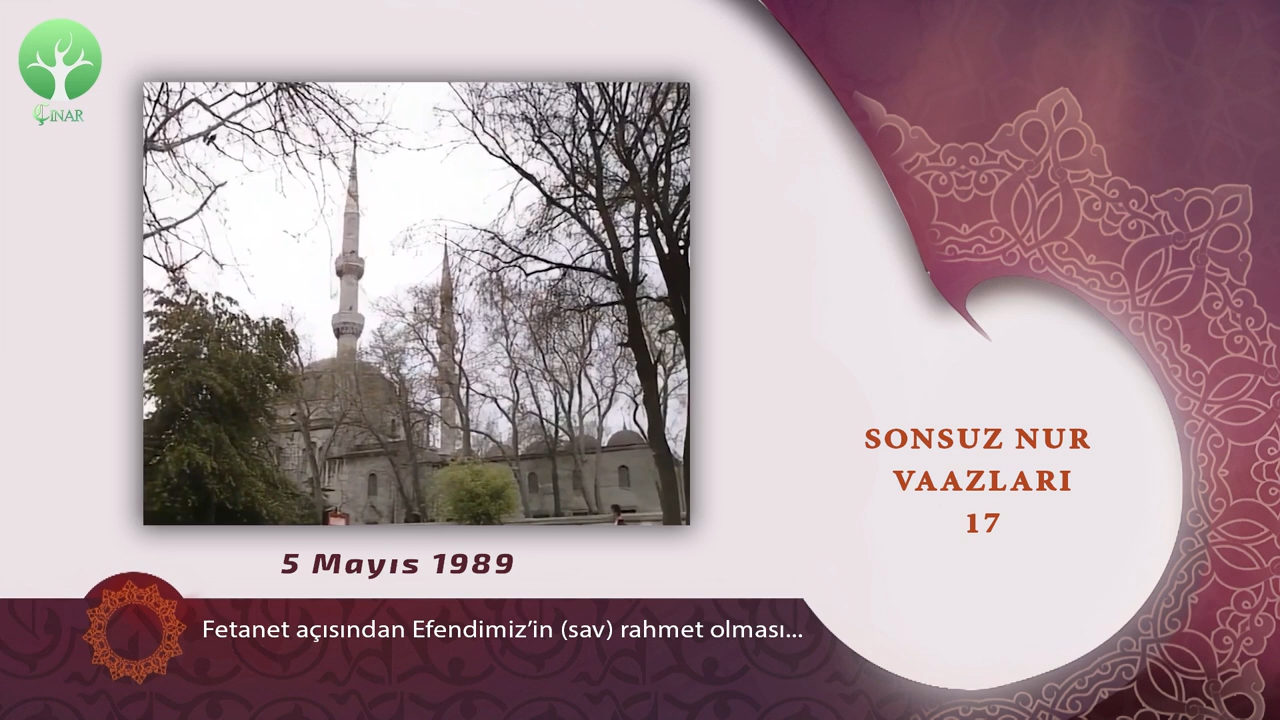 ÇINAR
SONSUZ NUR
VAAZLARI
17
5 Mayıs 1989
Fetanet açısından Efendimiz’in (sav) rahmet olması...